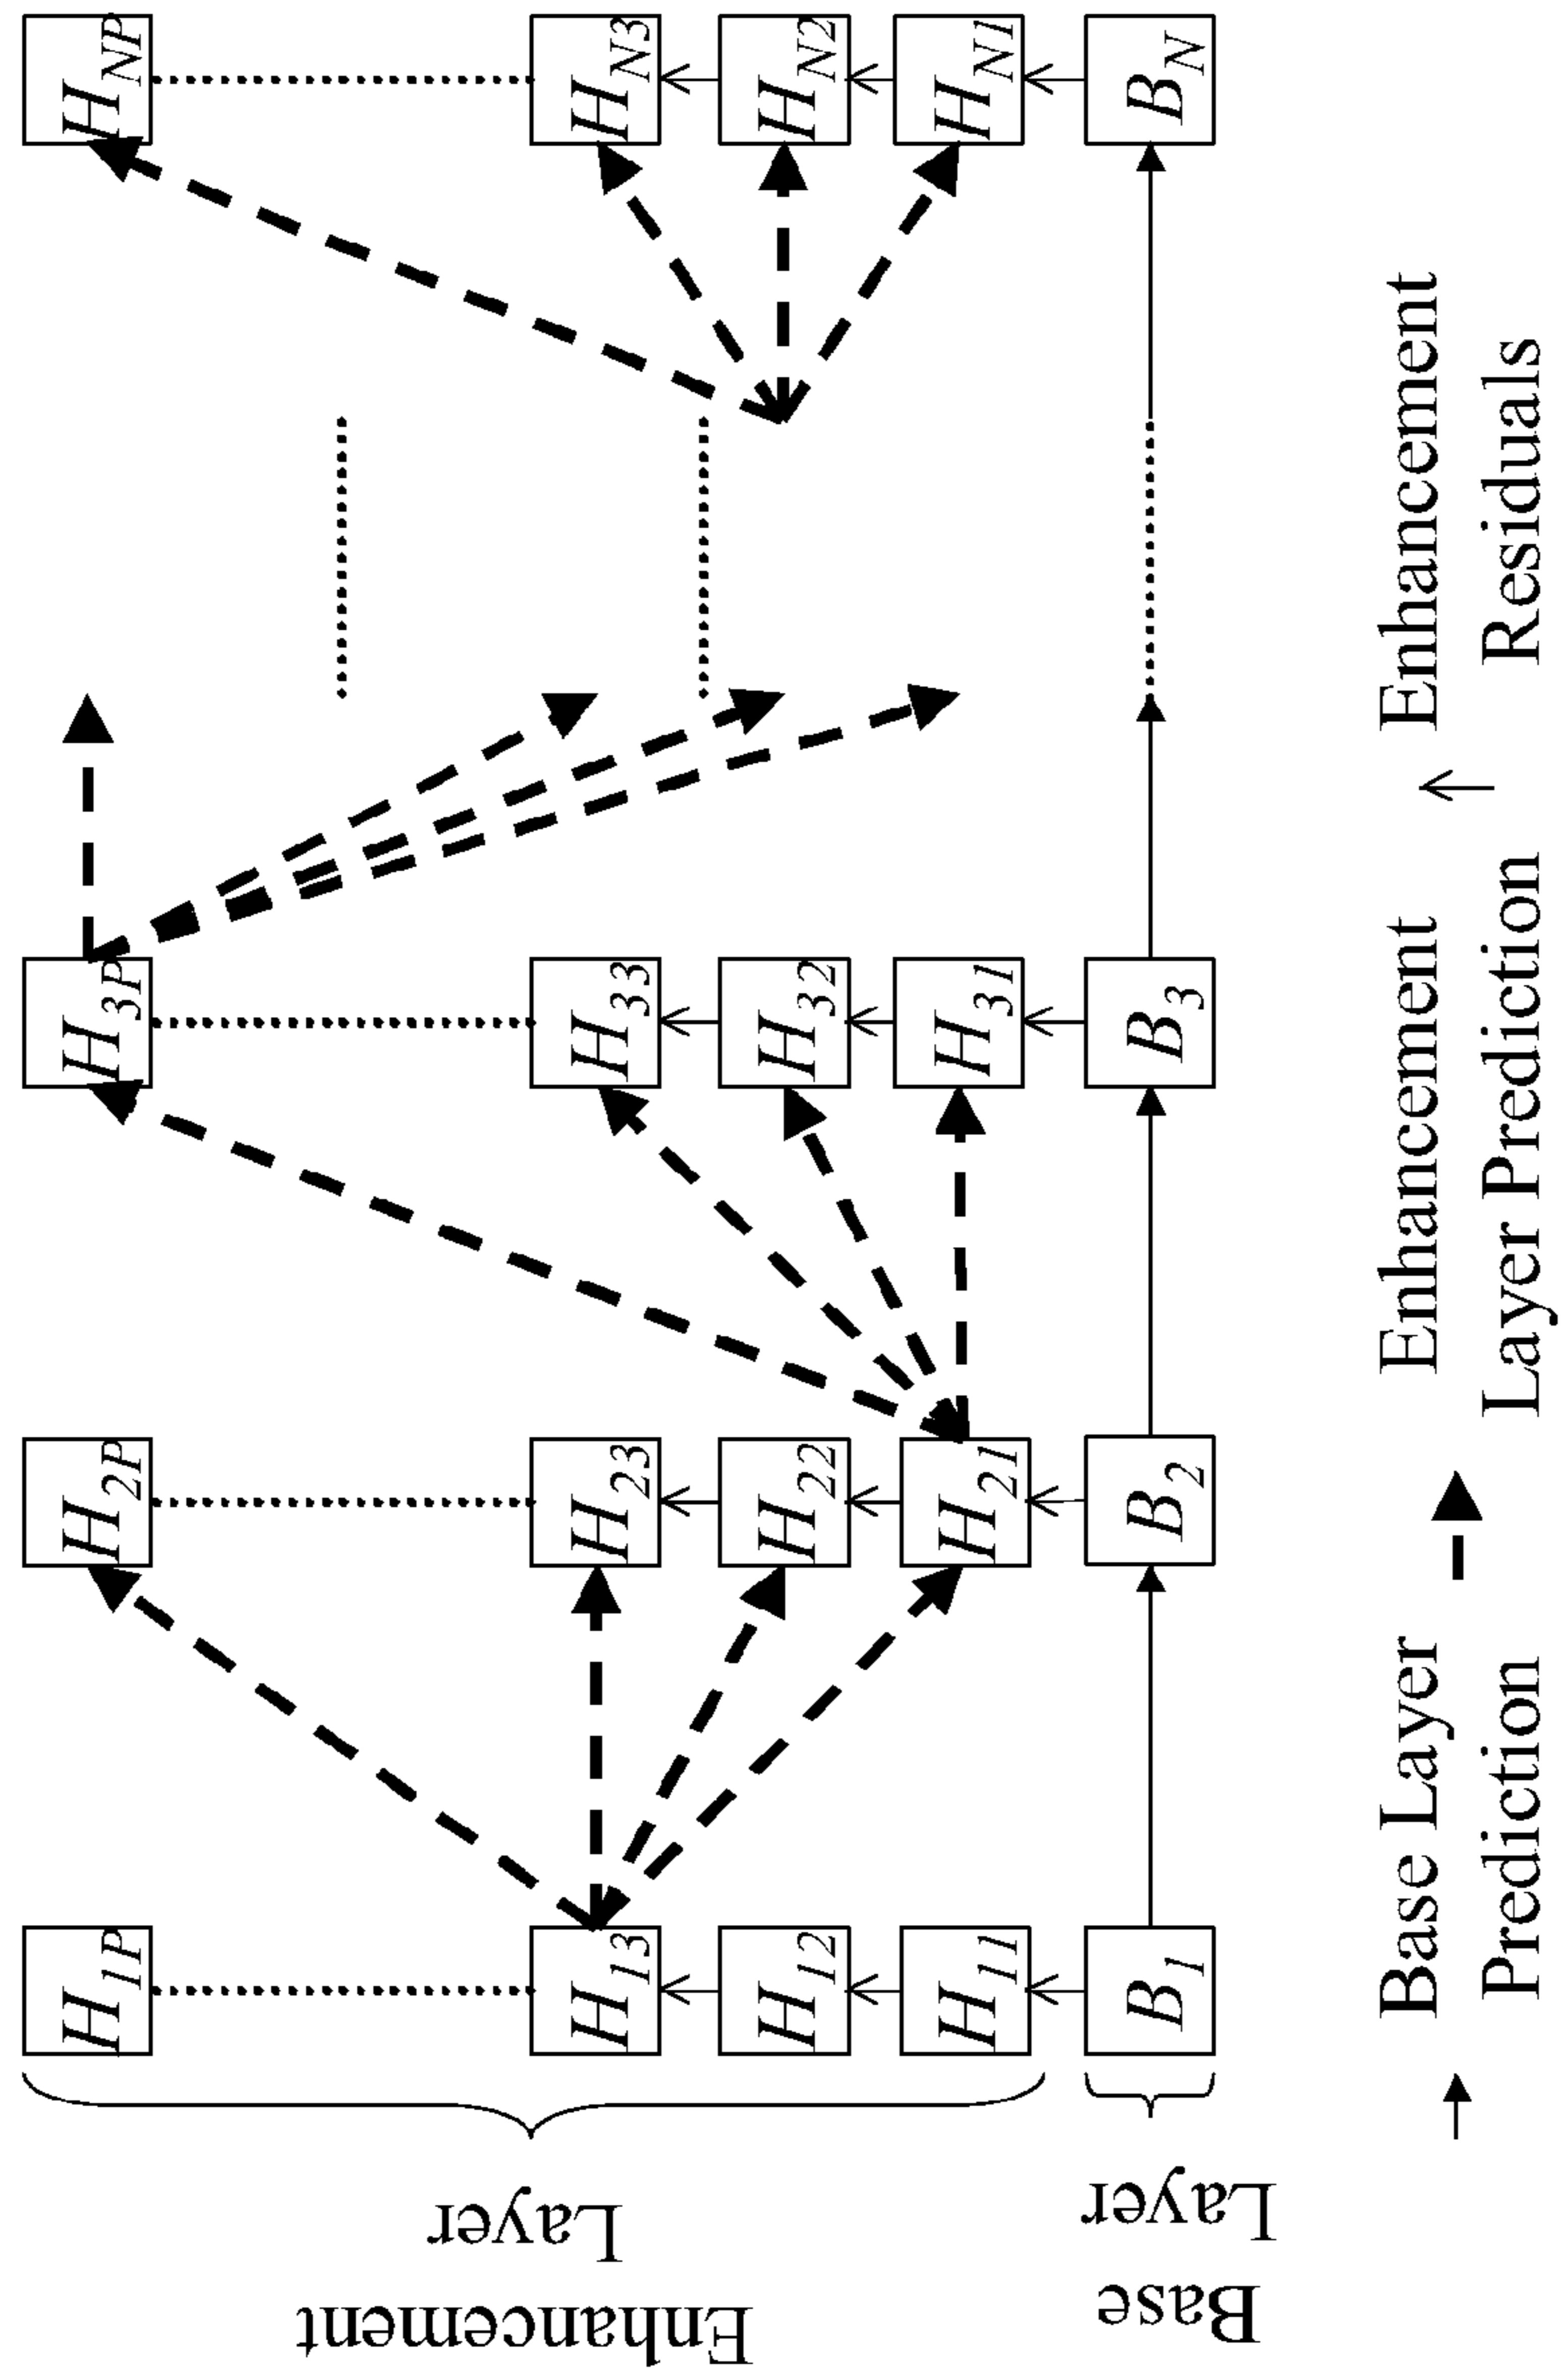 H1P
H2P
H3P
HNP
H13
H23
H33
HN3
H12
H22
H32
HN2
H11
H21
H31
HN1
B1
B2
B3
BN
Enhancement
Layer
Base
Layer
Base Layer
Prediction
Enhancement
Layer Prediction
Enhancement
Residuals